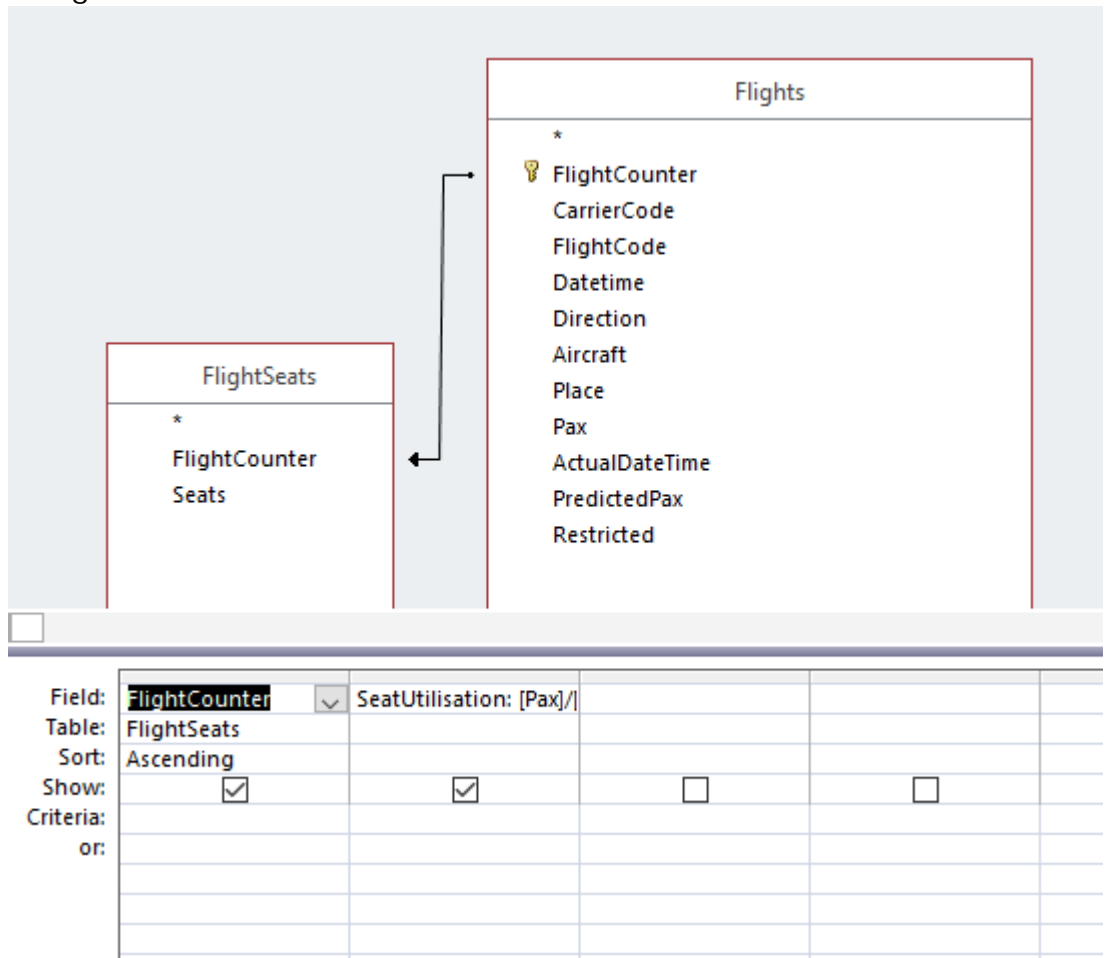 Flights
*
FlightCounter
CarrierCode
FlightCode
Datetime
Direction
Aircraft
Place
Pax
ActualDateTime
PredictedPax
Restricted
FlightSeats
*
FlightCounter
Seats
Field: FlightCounter SeatUtilisation: [Pax]/
Table: FlightSeats
Sort: Ascending
Show:
Criteria:
or: